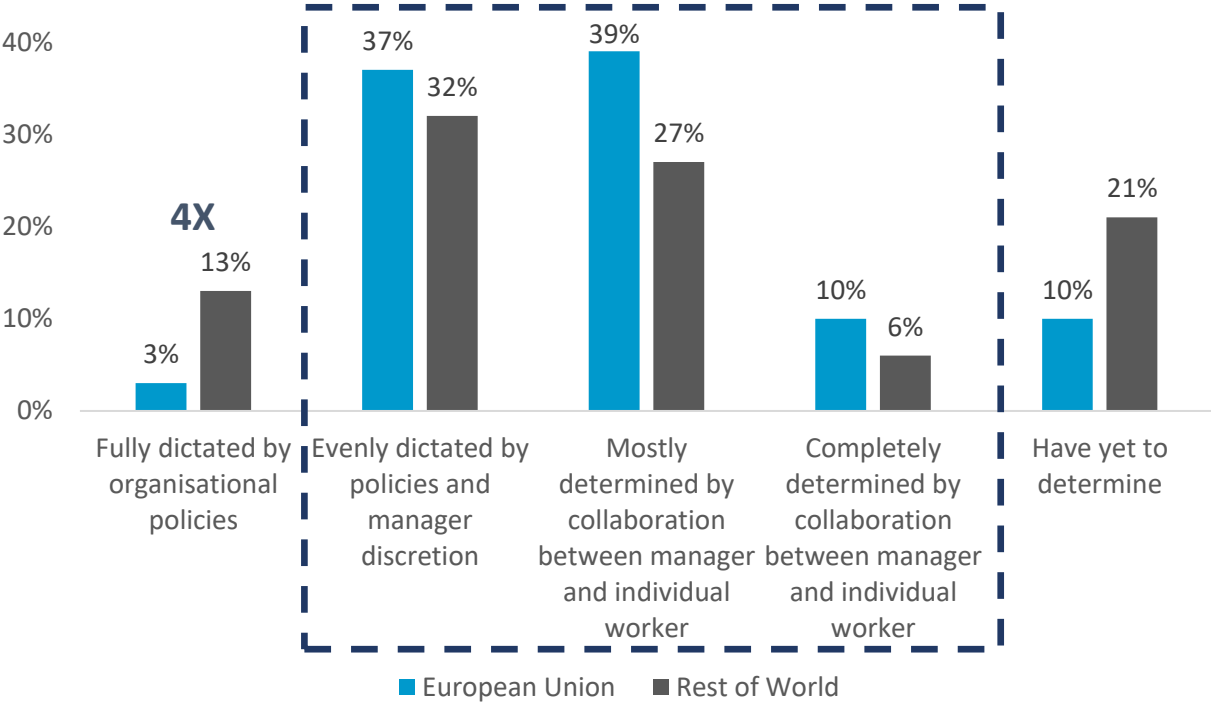 40%
30%
20%
10%
0%
4X
3%
13%
37%
32%
39%
27%
10%
6%
10%
21%
Fully dictated by
organisational
policies
Evenly dictated by
policies and
manager
discretion
Mostly
determined by
collaboration
between manager
and individual
worker
Completely
determined by
collaboration
between manager
and individual
worker
Have yet to
determine
European Union
Rest of World